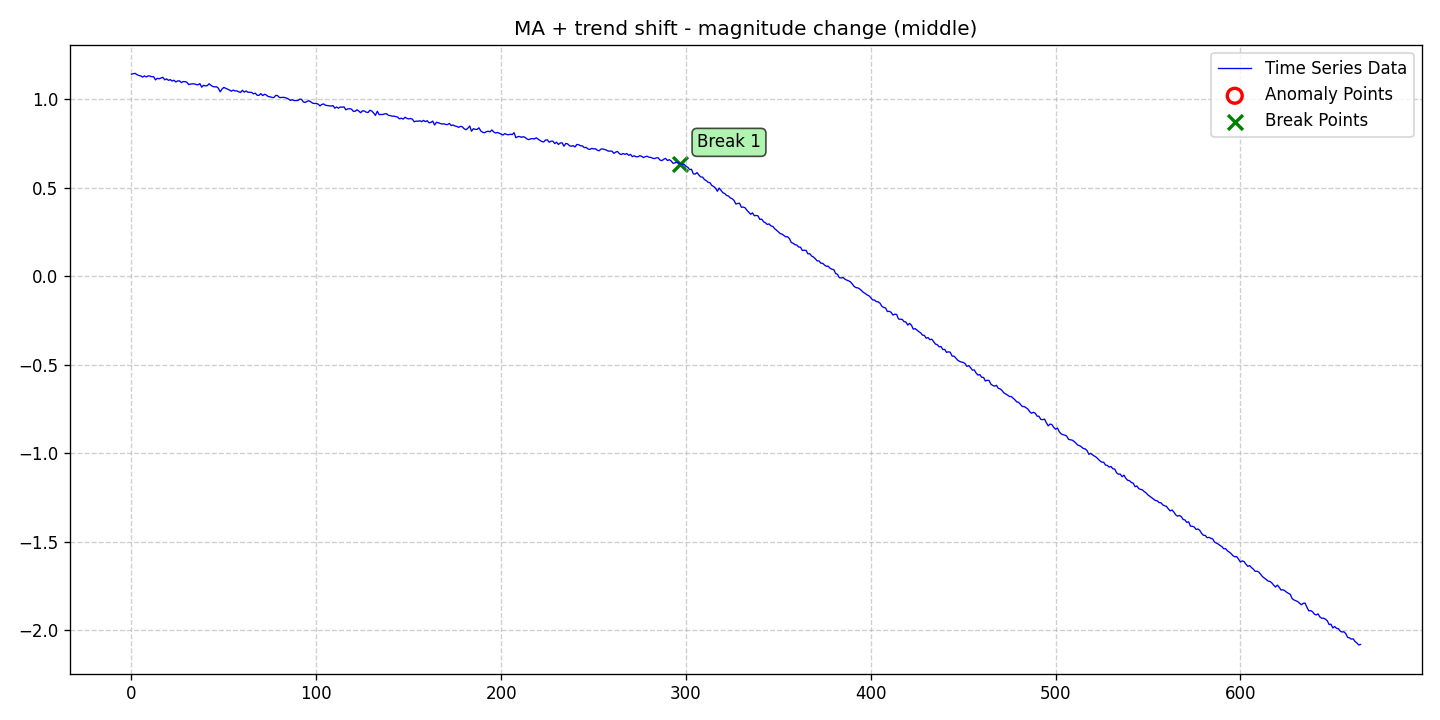 MA + trend shift - magnitude change (middle)
Time Series Data
Anomaly Points
Break Points
Break 1
1.0
0.5
0.0
−0.5
−1.0
−1.5
−2.0
0 100 200 300 400 500 600